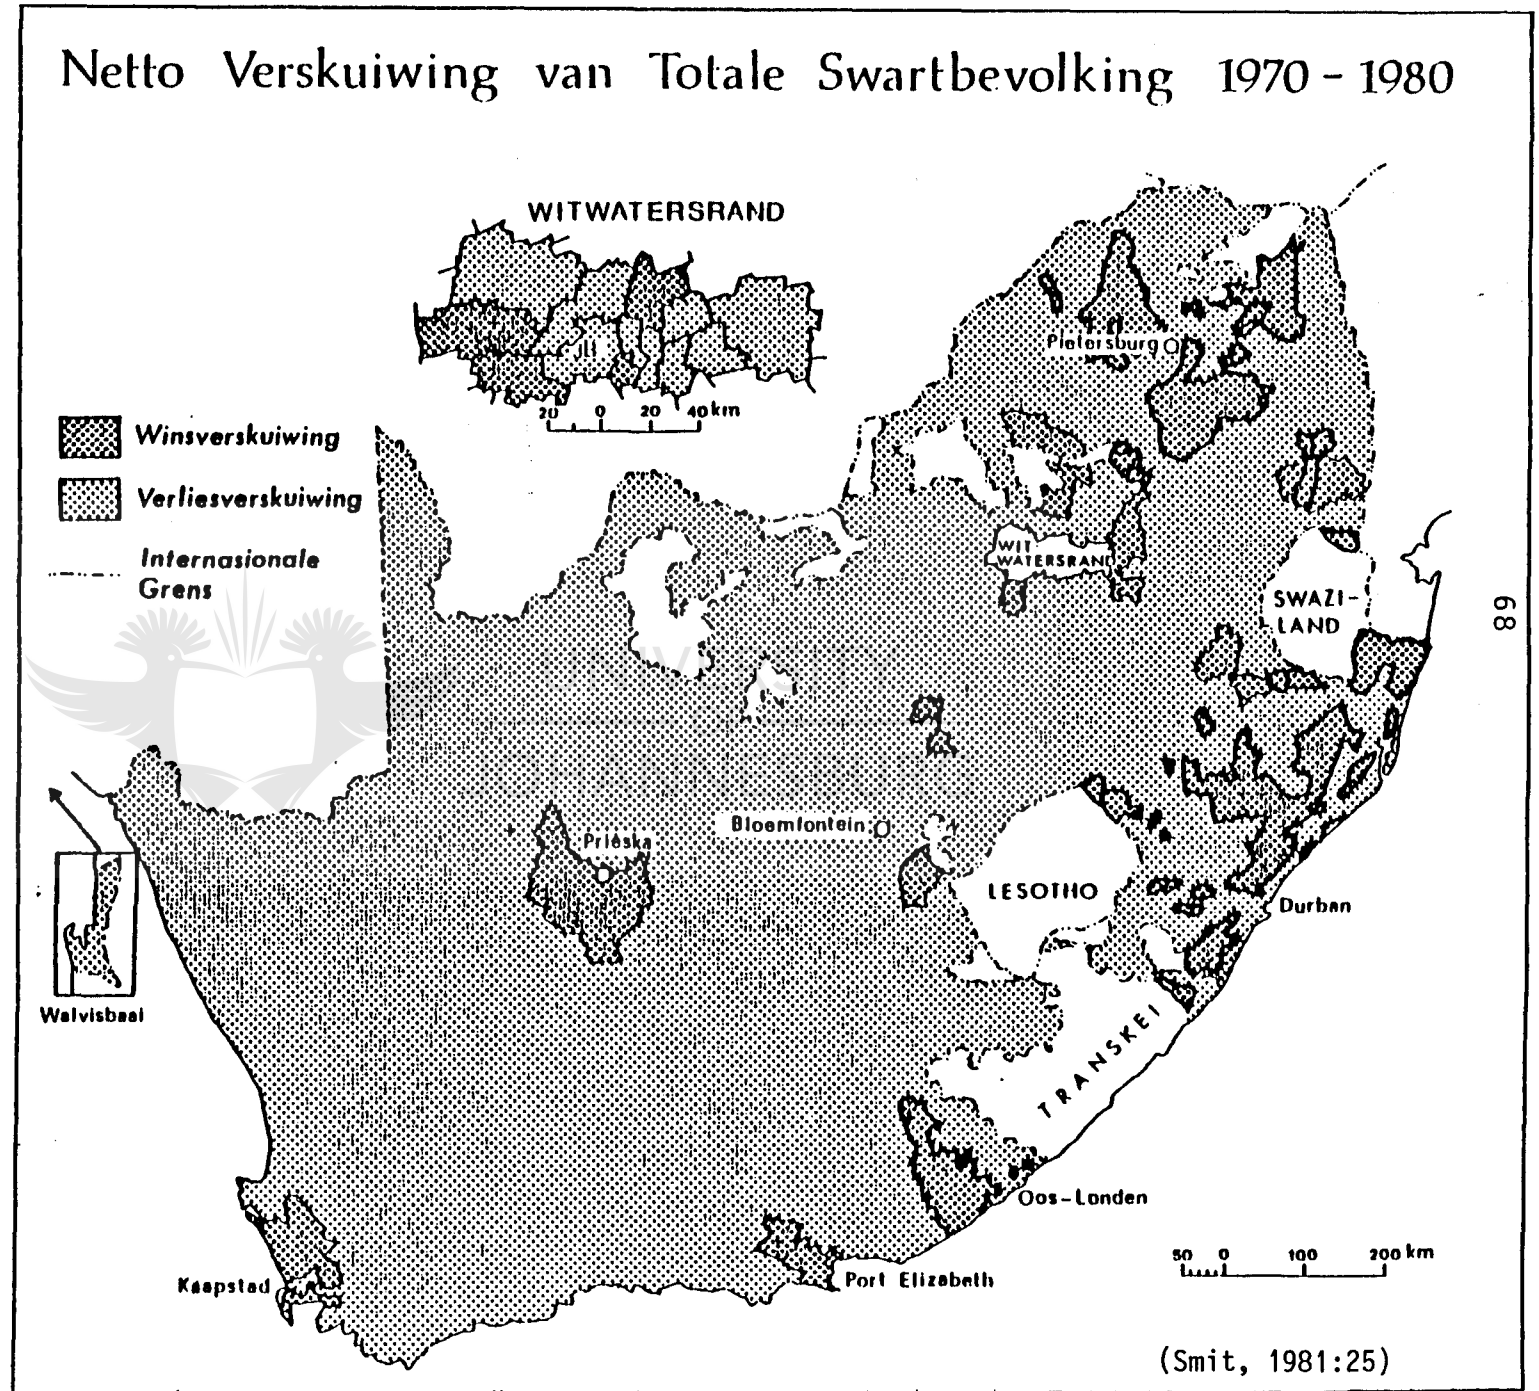 Netto Verskuiwing van Totale Swartbevolking 1970 - 1980
WITWATERSRAND
20 0 20 40 km
Winsverskuiwing
Verliesverskuiwing
Internasionale
Grens
Pietersburg
WIT
WATERSRAND
SWAZI-
LAND
68
Prieska
Bloemfontein
LESOTHO
Durban
Walvisbaai
TRANSKEI
Oos-Londen
Kaapstad
Port Elizabeth
50 0 100 200 km
(Smit, 1981:25)